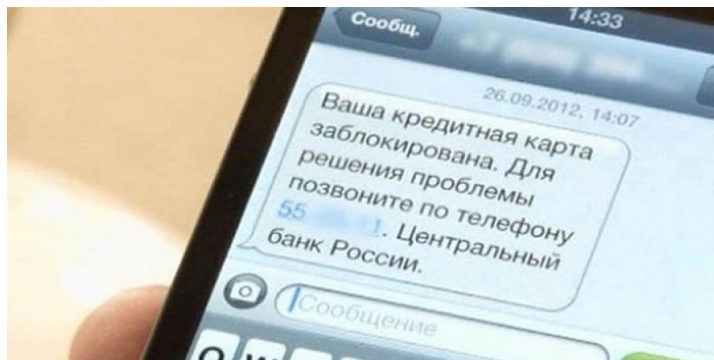 14:33
Сообщ.
26.09.2012, 14:07
Ваша кредитная карта
заблокирована. Для
решения проблемы
позвоните по телефону
55 . Центральный
банк России.
Сообщение
Q W